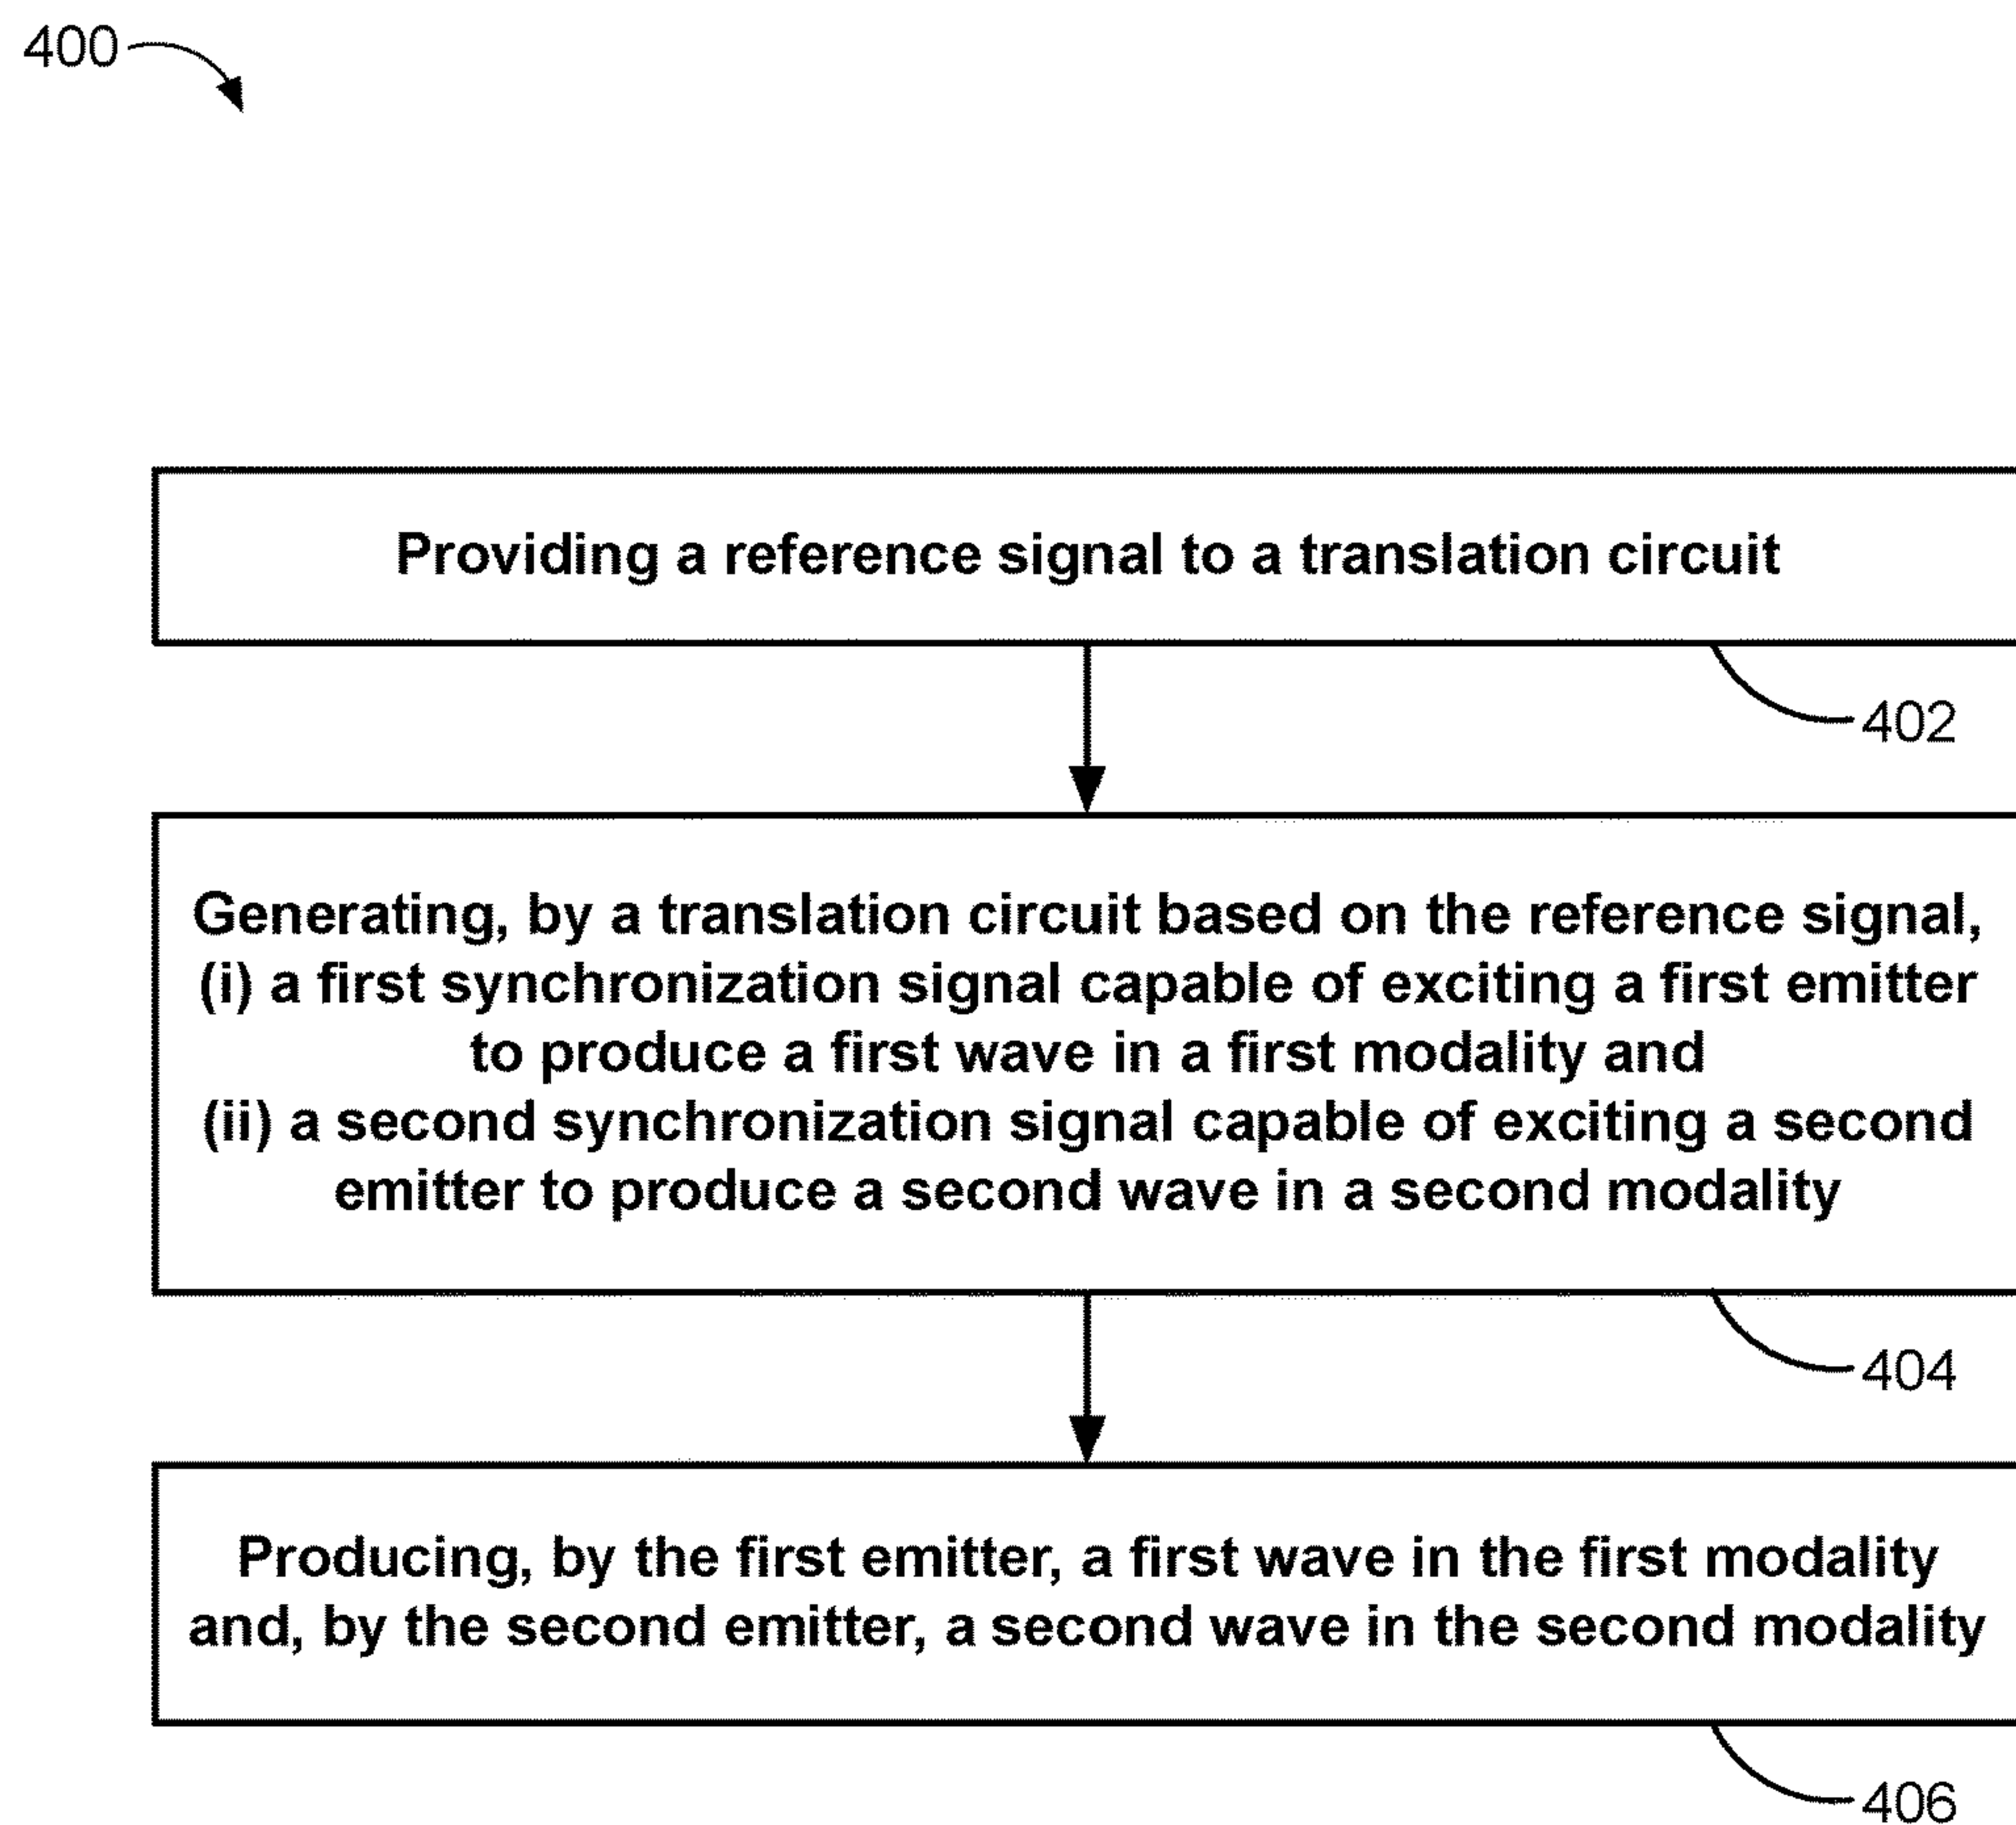 400
Providing a reference signal to a translation circuit
402
Generating, by a translation circuit based on the reference signal,
(i) a first synchronization signal capable of exciting a first emitter
to produce a first wave in a first modality and
(ii) a second synchronization signal capable of exciting a second
emitter to produce a second wave in a second modality
404
Producing, by the first emitter, a first wave in the first modality
and, by the second emitter, a second wave in the second modality
406